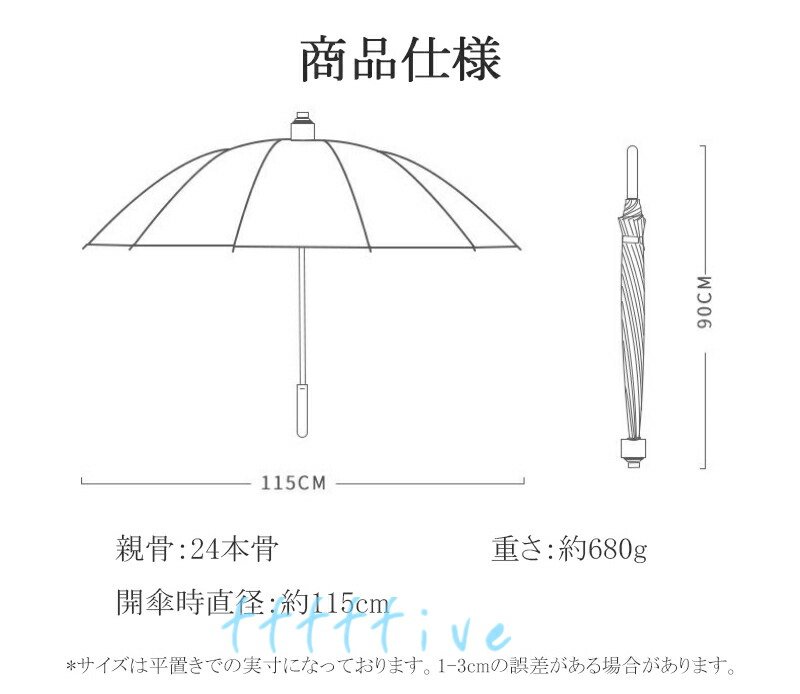 商品仕様
90CM
115CM
親骨:24本骨
重さ:約680g
開傘時直径:約115cm
tttttive
*サイズは平置きでの実寸になっております。1-3cmの誤差がある場合があります。